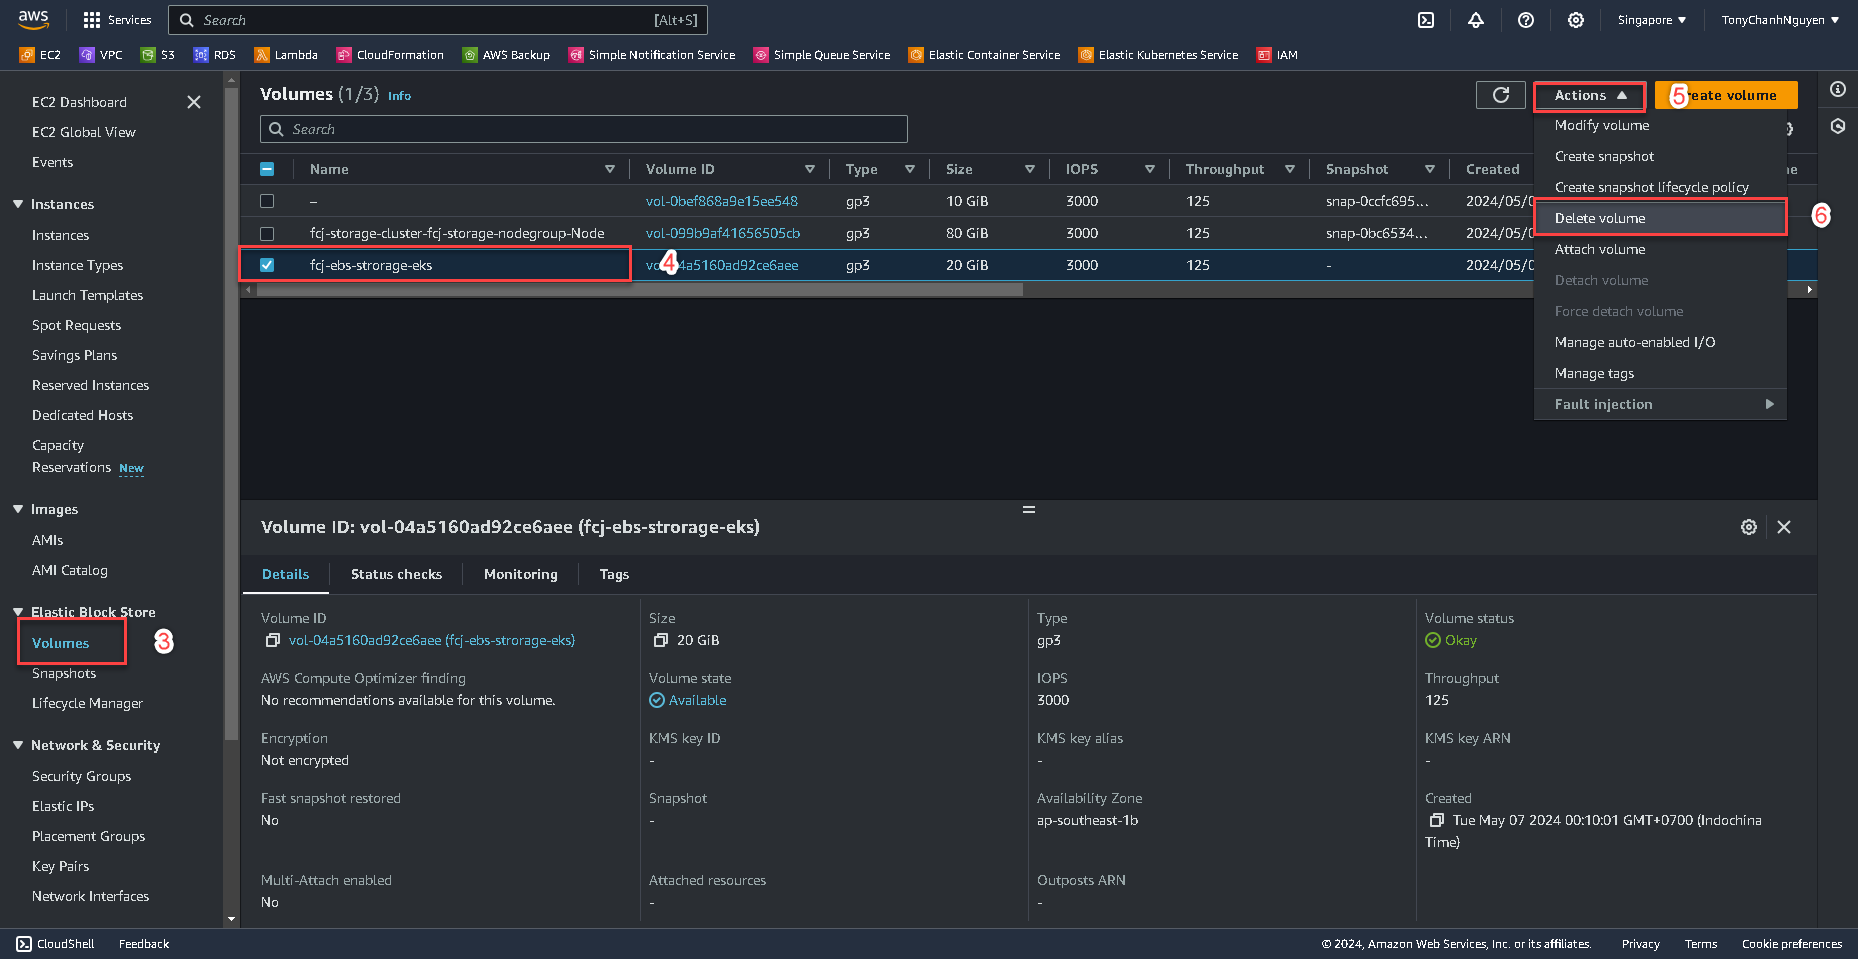 aws
Services
Search
[Alt+S]
Singapore
TonyChanhNguyen
EC2
VPC
S3
RDS
Lambda
CloudFormation
AWS Backup
Simple Notification Service
Simple Queue Service
Elastic Container Service
Elastic Kubernetes Service
IAM
EC2 Dashboard
EC2 Global View
Events
Instances
Instances
Instance Types
Launch Templates
Spot Requests
Savings Plans
Reserved Instances
Dedicated Hosts
Capacity
Reservations New
Images
AMIs
AMI Catalog
Elastic Block Store
Volumes
3
Snapshots
Lifecycle Manager
Network & Security
Security Groups
Elastic IPs
Placement Groups
Key Pairs
Network Interfaces
Volumes (1/3) Info
Actions
5
reate volume
Search
Name Volume ID Type Size IOPS Throughput Snapshot Created
– vol-0bef868a9e15ee548 gp3 10 GiB 3000 125 snap-0ccfc695... 2024/05/0
fcj-storage-cluster-fcj-storage-nodegroup-Node vol-099b9af41656505cb gp3 80 GiB 3000 125 snap-0bc6534... 2024/05/0
fcj-ebs-strorage-eks 4 vo 4a5160ad92ce6aee gp3 20 GiB 3000 125 - 2024/05/0
Modify volume
Create snapshot
Create snapshot lifecycle policy
Delete volume
6
Attach volume
Detach volume
Force detach volume
Manage auto-enabled I/O
Manage tags
Fault injection
Volume ID: vol-04a5160ad92ce6aee (fcj-ebs-strorage-eks)
Details
Status checks
Monitoring
Tags
Volume ID
vol-04a5160ad92ce6aee (fcj-ebs-strorage-eks)
Size
20 GiB
Type
gp3
Volume status
Okay
AWS Compute Optimizer finding
No recommendations available for this volume.
Volume state
Available
IOPS
3000
Throughput
125
Encryption
Not encrypted
KMS key ID
-
KMS key alias
-
KMS key ARN
-
Fast snapshot restored
No
Snapshot
-
Availability Zone
ap-southeast-1b
Created
Tue May 07 2024 00:10:01 GMT+0700 (Indochina
Time)
Multi-Attach enabled
No
Attached resources
-
Outposts ARN
-
CloudShell
Feedback
© 2024, Amazon Web Services, Inc. or its affiliates.
Privacy
Terms
Cookie preferences